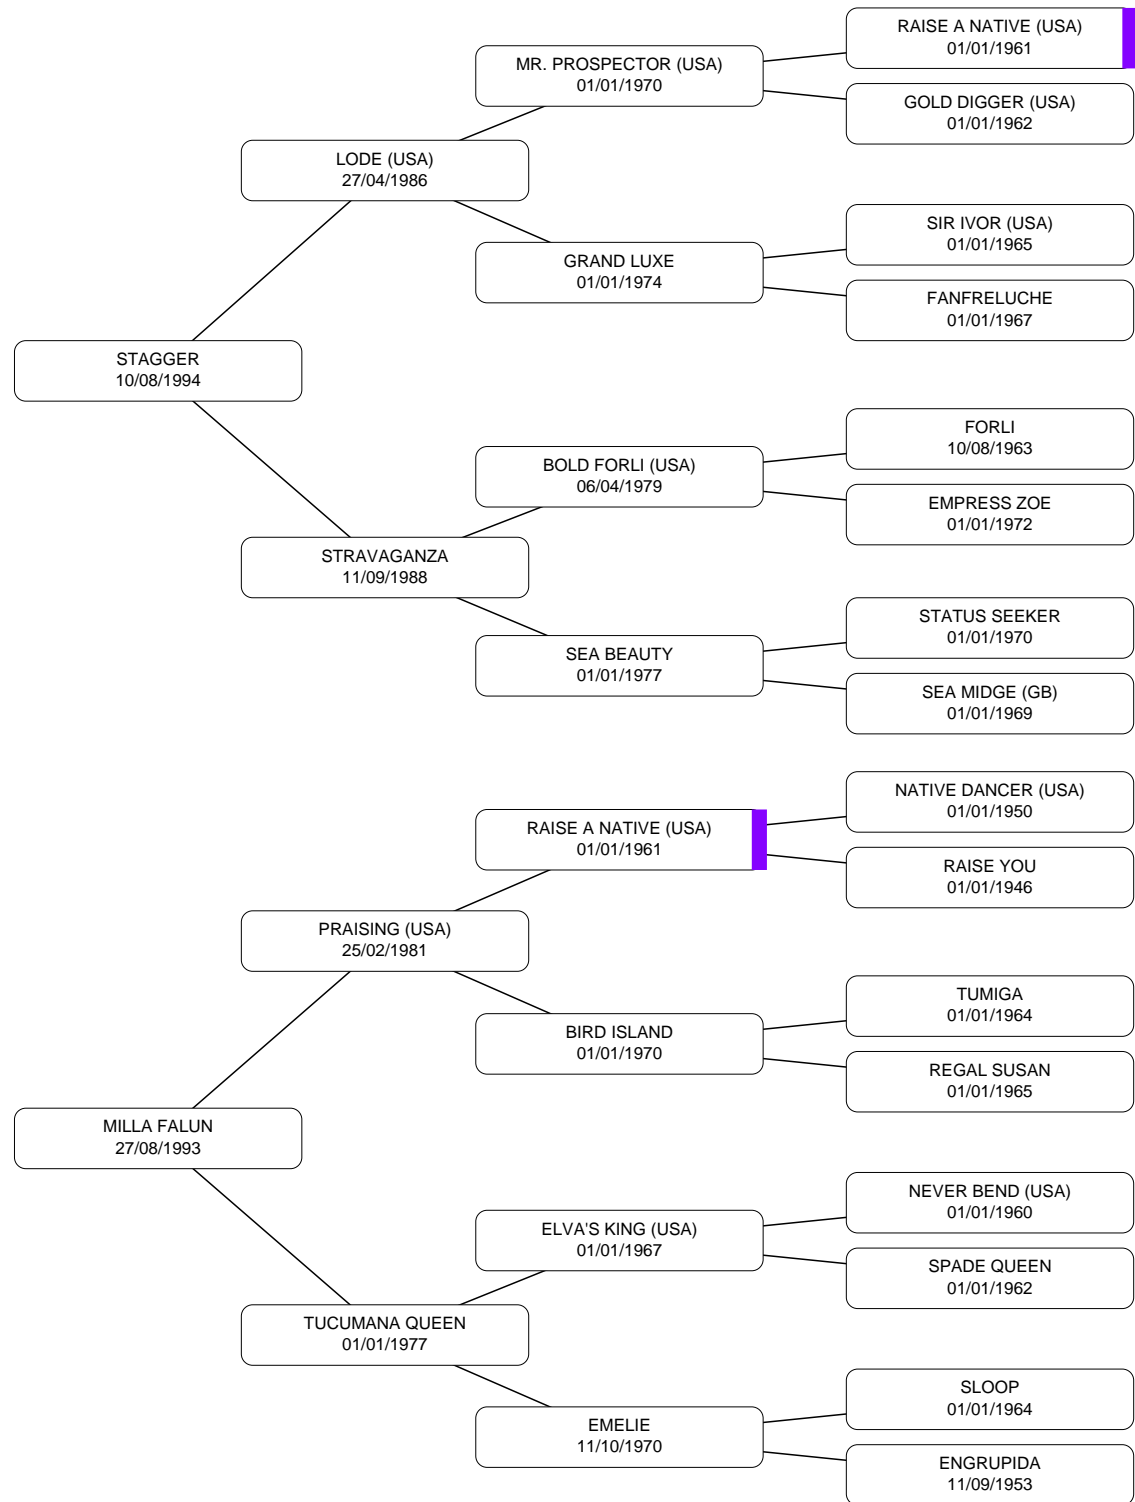 RAISE A NATIVE (USA)
01/01/1961
MR. PROSPECTOR (USA)
01/01/1970
GOLD DIGGER (USA)
01/01/1962
LODE (USA)
27/04/1986
SIR IVOR (USA)
01/01/1965
GRAND LUXE
01/01/1974
FANFRELUCHE
01/01/1967
STAGGER
10/08/1994
FORLI
10/08/1963
BOLD FORLI (USA)
06/04/1979
EMPRESS ZOE
01/01/1972
STRAVAGANZA
11/09/1988
STATUS SEEKER
01/01/1970
SEA BEAUTY
01/01/1977
SEA MIDGE (GB)
01/01/1969
NATIVE DANCER (USA)
01/01/1950
RAISE A NATIVE (USA)
01/01/1961
RAISE YOU
01/01/1946
PRAISING (USA)
25/02/1981
TUMIGA
01/01/1964
BIRD ISLAND
01/01/1970
REGAL SUSAN
01/01/1965
MILLA FALUN
27/08/1993
NEVER BEND (USA)
01/01/1960
ELVA'S KING (USA)
01/01/1967
SPADE QUEEN
01/01/1962
TUCUMANA QUEEN
01/01/1977
SLOOP
01/01/1964
EMELIE
11/10/1970
ENGRUPIDA
11/09/1953